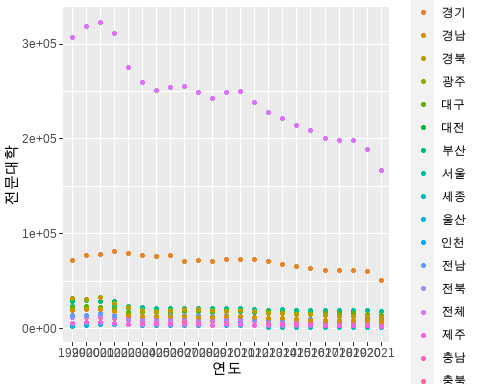 전문대학
3e+05
2e+05
1e+05
0e+00
연도
경기
경남
경북
광주
대구
대전
부산
서울
세종
울산
인천
전남
전북
전체
제주
충남
충북